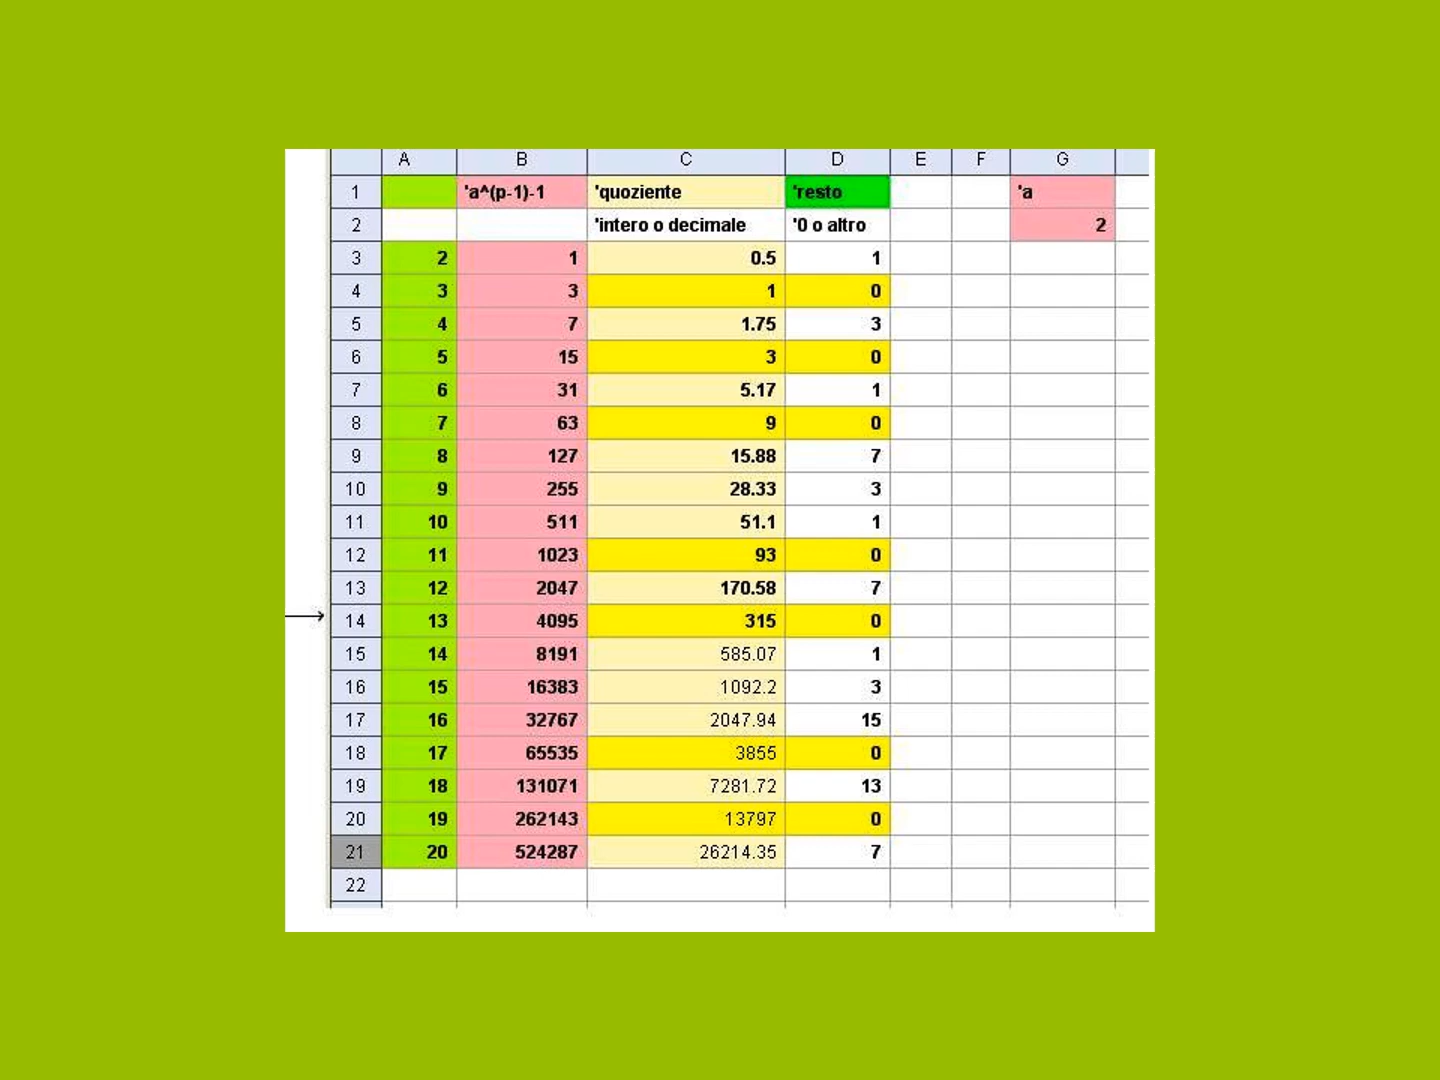 A B C D E F G
1 'a^(p-1)-1 'quoziente 'resto 'a
2 'intero o decimale '0 o altro 2
3 2 1 0.5 1
4 3 3 1 0
5 4 7 1.75 3
6 5 15 3 0
7 6 31 5.17 1
8 7 63 9 0
9 8 127 15.88 7
10 9 255 28.33 3
11 10 511 51.1 1
12 11 1023 93 0
13 12 2047 170.58 7
14 13 4095 315 0
15 14 8191 585.07 1
16 15 16383 1092.2 3
17 16 32767 2047.94 15
18 17 65535 3855 0
19 18 131071 7281.72 13
20 19 262143 13797 0
21 20 524287 26214.35 7
22